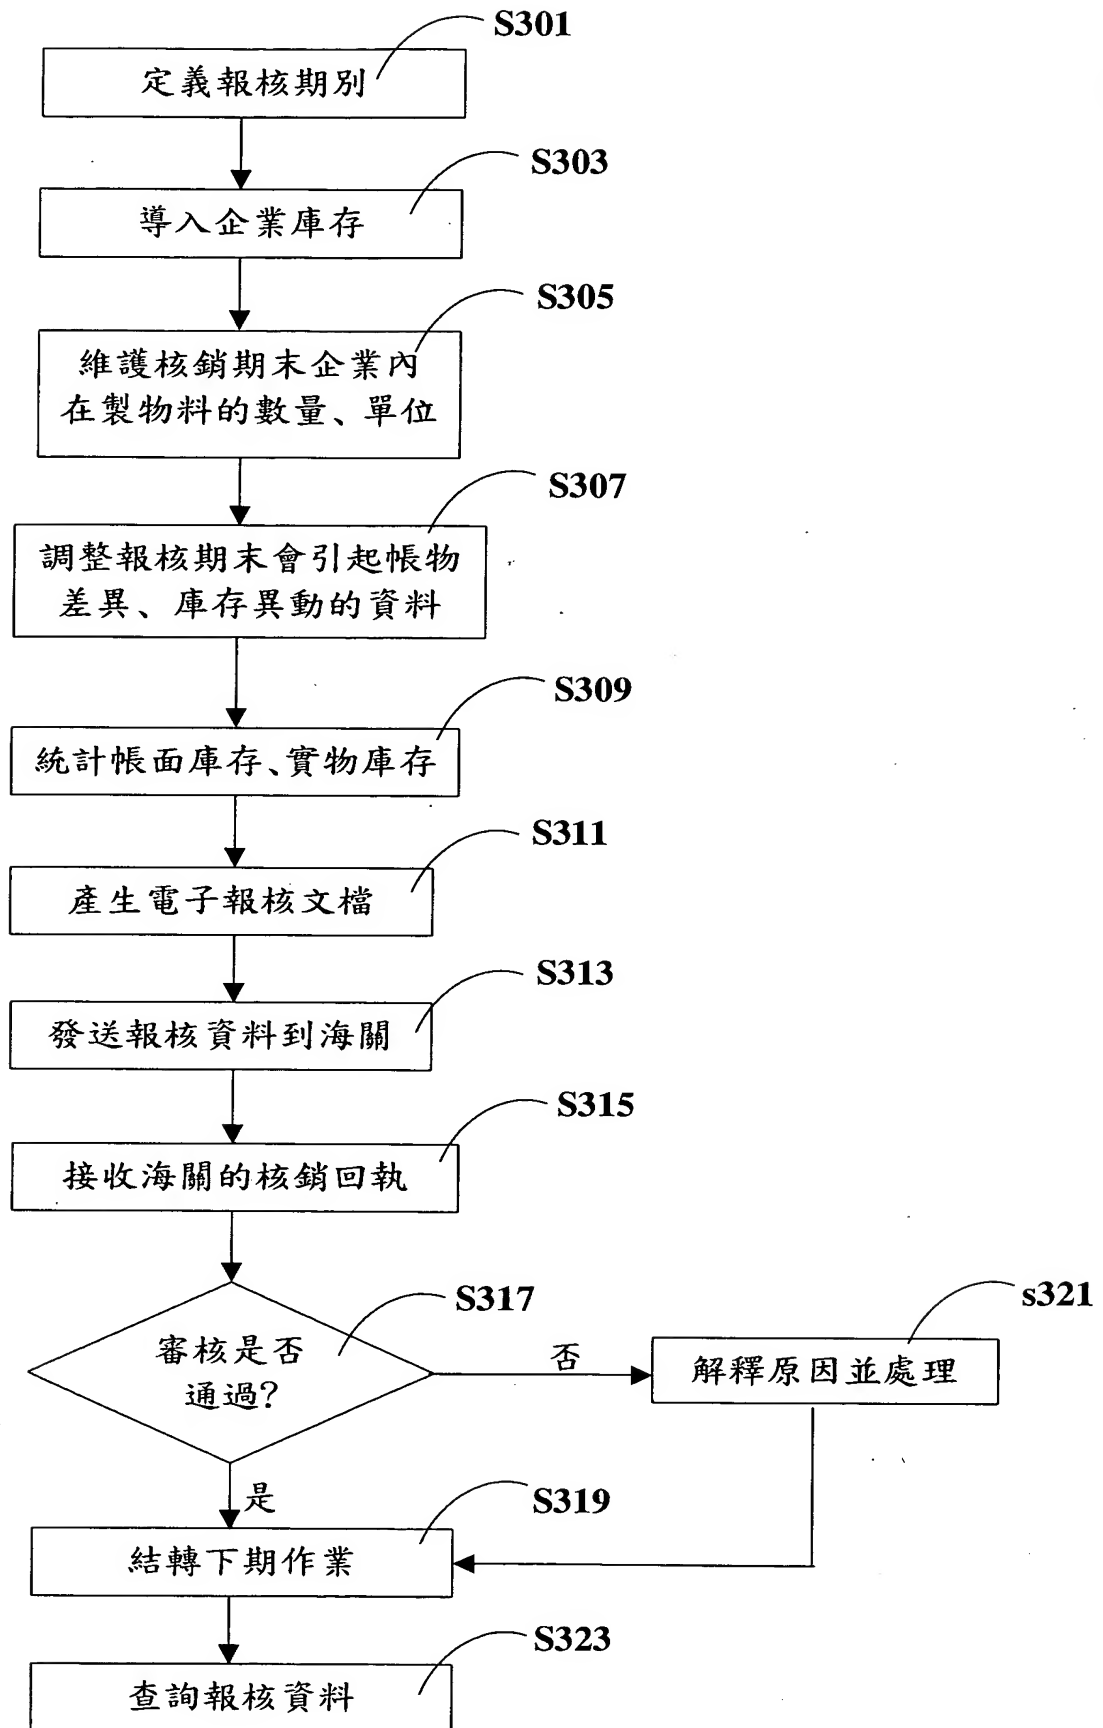 S301
定義報核期別
S303
導入企業庫存
S305
維護核銷期末企業內
在製物料的數量、單位
S307
調整報核期末會引起帳物
差異、庫存異動的資料
S309
統計帳面庫存、實物庫存
S311
產生電子報核文檔
S313
發送報核資料到海關
S315
接收海關的核銷回執
S317
審核是否
通過?
否
s321
解釋原因並處理
是
S319
結轉下期作業
S323
查詢報核資料